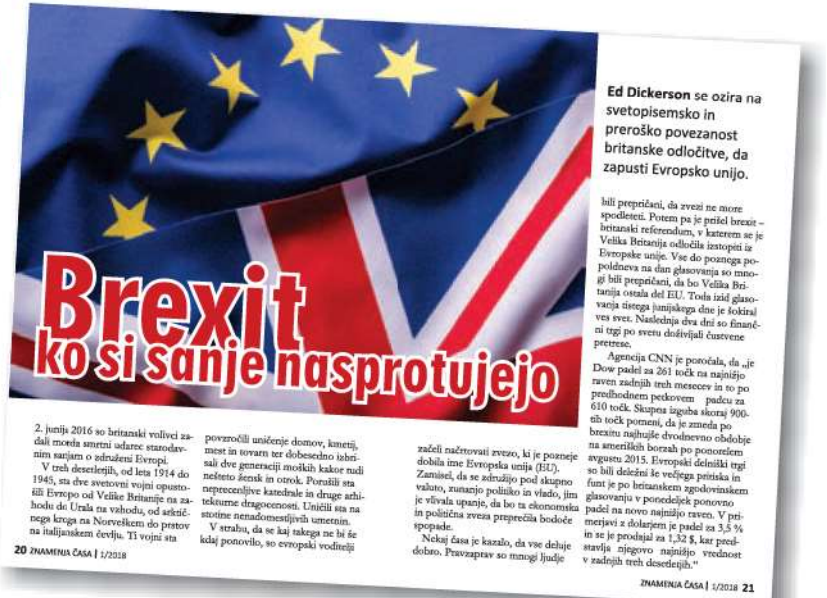 Brexit
ko si sanje nasprotujejo
Ed Dickerson se ozira na
svetopisemsko in
preroško povezanost
britanske odločitve, da
zapusti Evropsko unijo.
2. junija 2016 so britanski volivci za-
dali morda smrtni udarec starodav-
nim sanjam o združeni Evropi.
V treh desetletjih, od leta 1914 do
1945, sta dve svetovni vojni opusto-
šili Evropo od Velike Britanije na za-
hodu do Urala na vzhodu, od arktič-
nega kroga na Norveškem do prstov
na italijanskem čevlju. Ti vojni sta
povzročili uničenje domov, kmetij,
mest in tovarn ter dobesedno izbri-
sali dve generaciji moških kakor tudi
nešteto žensk in otrok. Porušili sta
neprecenljive katedrale in druge arhi-
tekturne dragocenosti. Uničili sta na
stotine nenadomestljivih umetnin.
V strahu, da se kaj takega ne bi še
kdaj ponovilo, so evropski voditelji
začeli načrtovati zvezo, ki je pozneje
dobila ime Evropska unija (EU).
Zamisel, da se združijo pod skupno
valuto, zunanjo politiko in vlado, jim
je vlivala upanje, da bo ta ekonomska
in politična zveza preprečila bodoče
spopade.
Nekaj časa je kazalo, da vse deluje
dobro. Pravzaprav so mnogi ljudje
bili prepričani, da zvezi ne more
spodleteti. Potem pa je prišel brexit –
britanski referendum, v katerem se je
Velika Britanija odločila izstopiti iz
Evropske unije. Vse do poznega po-
poldneva na dan glasovanja so mno-
gi bili prepričani, da bo Velika Bri-
tanija ostala del EU. Toda izid glaso-
vanja tistega junijskega dne je šokiral
ves svet. Naslednja dva dni so finanč-
ni trgi po svetu doživljali čustvene
pretrese.
Agencija CNN je poročala, da „je
Dow padel za 261 točk na najnižjo
raven zadnjih treh mesecev in to po
predhodnem petkovem padcu za
610 točk. Skupna izguba skoraj 900-
tih točk pomeni, da je zmeda po
brexitu najhujše dvodnevno obdobje
na ameriških borzah po ponorelem
avgustu 2015. Evropski delniški trgi
so bili deležni še večjega pritiska in
funt je po britanskem zgodovinskem
glasovanju v ponedeljek ponovno
padel na novo najnižjo raven. V pri-
merjavi z dolarjem je padel za 3,5 %
in se je prodajal za 1,32 $, kar pred-
stavlja njegovo najnižjo vrednost
v zadnjih treh desetletjih.“
20 ZNAMENJA ČASA | 1/2018
ZNAMENJA ČASA | 1/2018 21